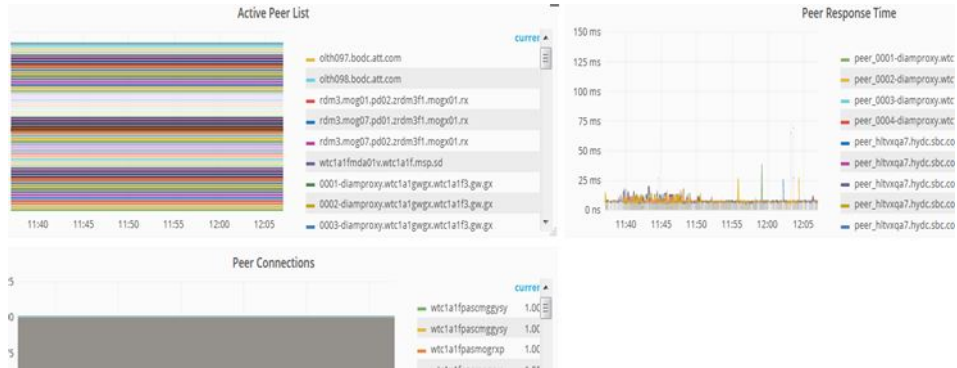 Active Peer List
current
olth097.bodc.att.com
olth098.bodc.att.com
rdm3.mog01.pd02.zrdm3f1.mogx01.rx
rdm3.mog07.pd01.zrdm3f1.mogx01.rx
rdm3.mog07.pd02.zrdm3f1.mogx01.rx
wtc1a1fmda01v.wtc1a1f.msp.sd
0001-diamproxy.wtc1a1gwgx.wtc1a1f3.gw.gx
0002-diamproxy.wtc1a1gwgx.wtc1a1f3.gw.gx
0003-diamproxy.wtc1a1gwgx.wtc1a1f3.gw.gx
11:40 11:45 11:50 11:55 12:00 12:05
Peer Response Time
150 ms
125 ms
100 ms
75 ms
50 ms
25 ms
0 ns
11:40 11:45 11:50 11:55 12:00 12:05
peer_0001-diamproxy.wtc
peer_0002-diamproxy.wtc
peer_0003-diamproxy.wtc
peer_0004-diamproxy.wtc
peer_hltvxqa7.hydc.sbc.co
peer_hltvxqa7.hydc.sbc.co
peer_hltvxqa7.hydc.sbc.co
peer_hltvxqa7.hydc.sbc.co
peer_hltvxqa7.hydc.sbc.co
Peer Connections
wtc1a1fpascmggysy 1.00
wtc1a1fpascmggysy 1.00
wtc1a1fpasmogrxp 1.00